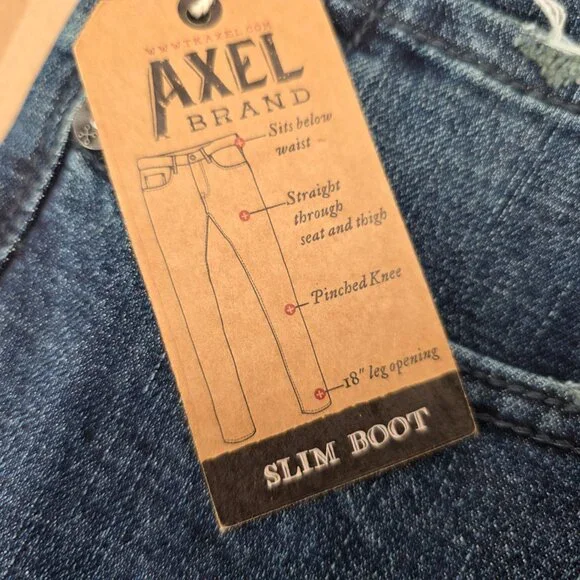 WWW.TRAXEL.COM
AXEL
BRAND
Sits below
waist ~
Straight
through
seat and thigh
Pinched Knee
18" leg opening
SLIM BOOT